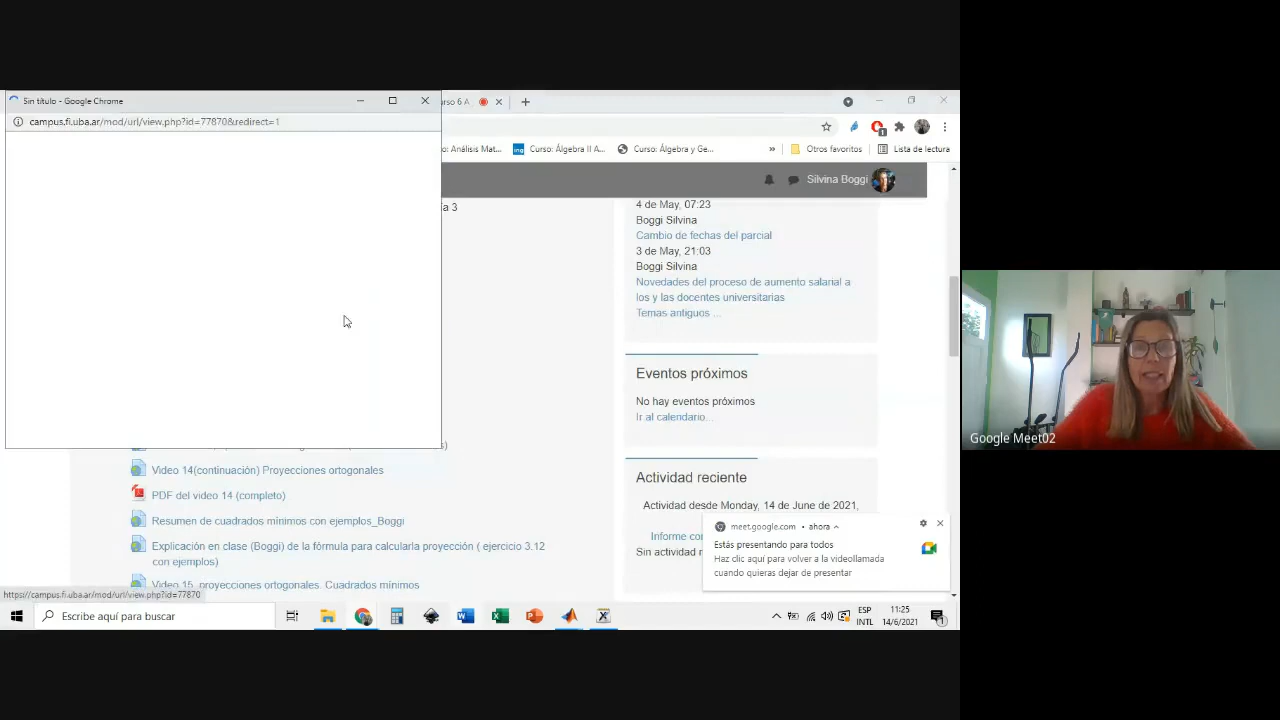 Sin título - Google Chrome
campus.fi.uba.ar/mod/url/view.php?id=77870&redirect=1
urso 6 A
: Análisis Mat...
Curso: Álgebra II A...
Curso: Álgebra y Ge...
»
Otros favoritos
Lista de lectura
Silvina Boggi
ía 3
4 de May, 07:23
Boggi Silvina
Cambio de fechas del parcial
3 de May, 21:03
Boggi Silvina
Novedades del proceso de aumento salarial a
los y las docentes universitarias
Temas antiguos ...
Eventos próximos
No hay eventos próximos
Ir al calendario...
Actividad reciente
Actividad desde Monday, 14 de June de 2021,
Informe co
Sin actividad r
Video 14(continuación) Proyecciones ortogonales
PDF del video 14 (completo)
Resumen de cuadrados mínimos con ejemplos_Boggi
Explicación en clase (Boggi) de la fórmula para calcularla proyección ( ejercicio 3.12
con ejemplos)
Video 15. proyecciones ortogonales. Cuadrados mínimos
https://campus.fi.uba.ar/mod/url/view.php?id=77870
meet.google.com • ahora
Estás presentando para todos
Haz clic aquí para volver a la videollamada
cuando quieras dejar de presentar
Escribe aquí para buscar
ESP
INTL
11:25
14/6/2021
Google Meet02